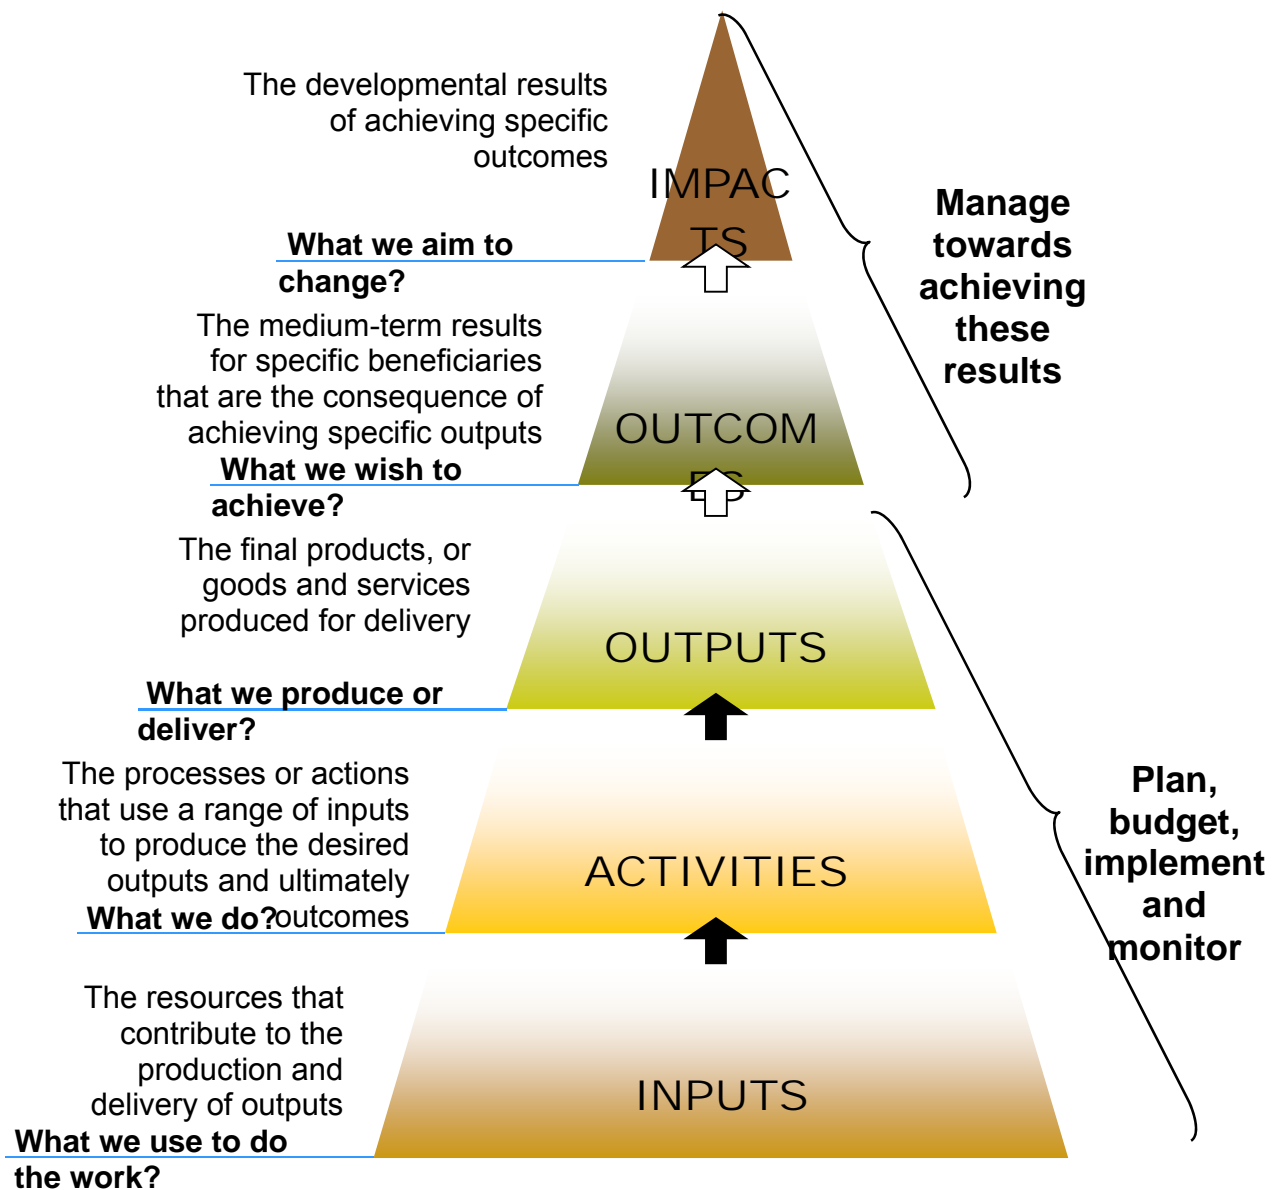 The developmental results
of achieving specific
outcomes
IMPAC
TS
What we aim to
change?
Manage
towards
achieving
these
results
The medium-term results
for specific beneficiaries
that are the consequence of
achieving specific outputs
OUTCOM
ES
What we wish to
achieve?
The final products, or
goods and services
produced for delivery
OUTPUTS
What we produce or
deliver?
The processes or actions
that use a range of inputs
to produce the desired
outputs and ultimately
outcomes
What we do?
ACTIVITIES
Plan,
budget,
implement
and
monitor
The resources that
contribute to the
production and
delivery of outputs
INPUTS
What we use to do
the work?